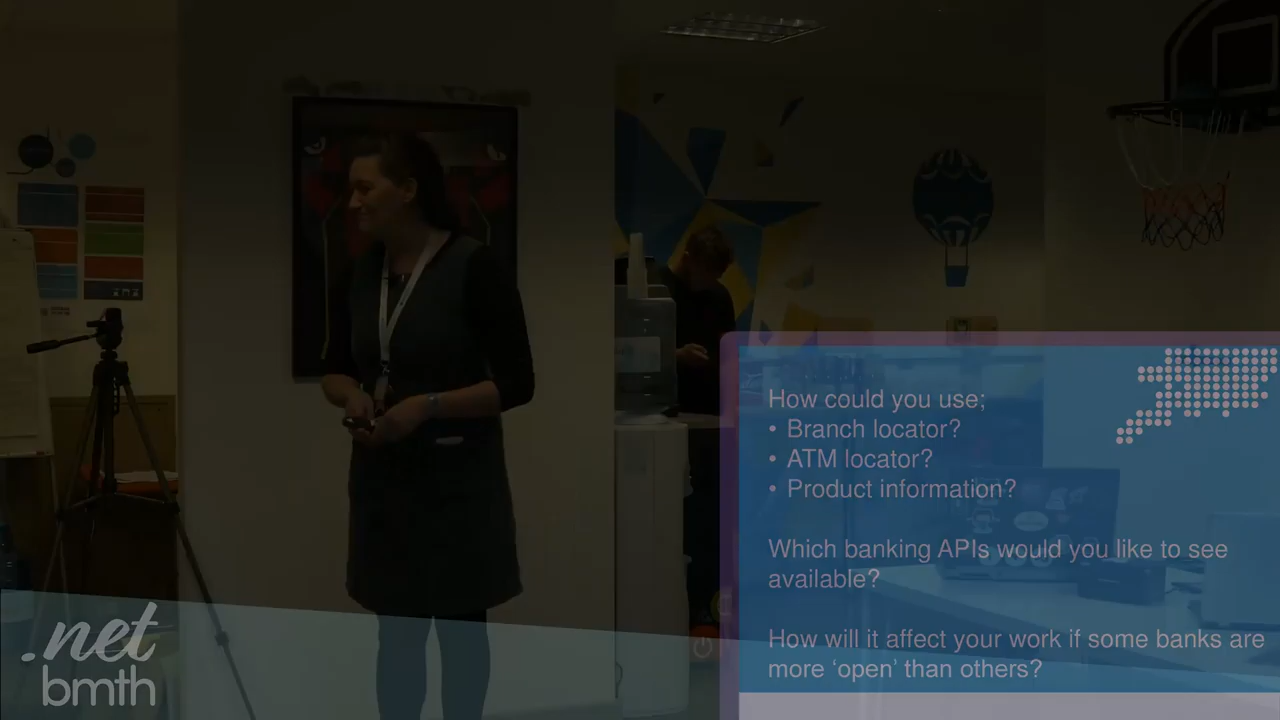 How could you use;
• Branch locator?
• ATM locator?
• Product information?
Which banking APIs would you like to see
available?
How will it affect your work if some banks are
more ‘open’ than others?
.net
bmth